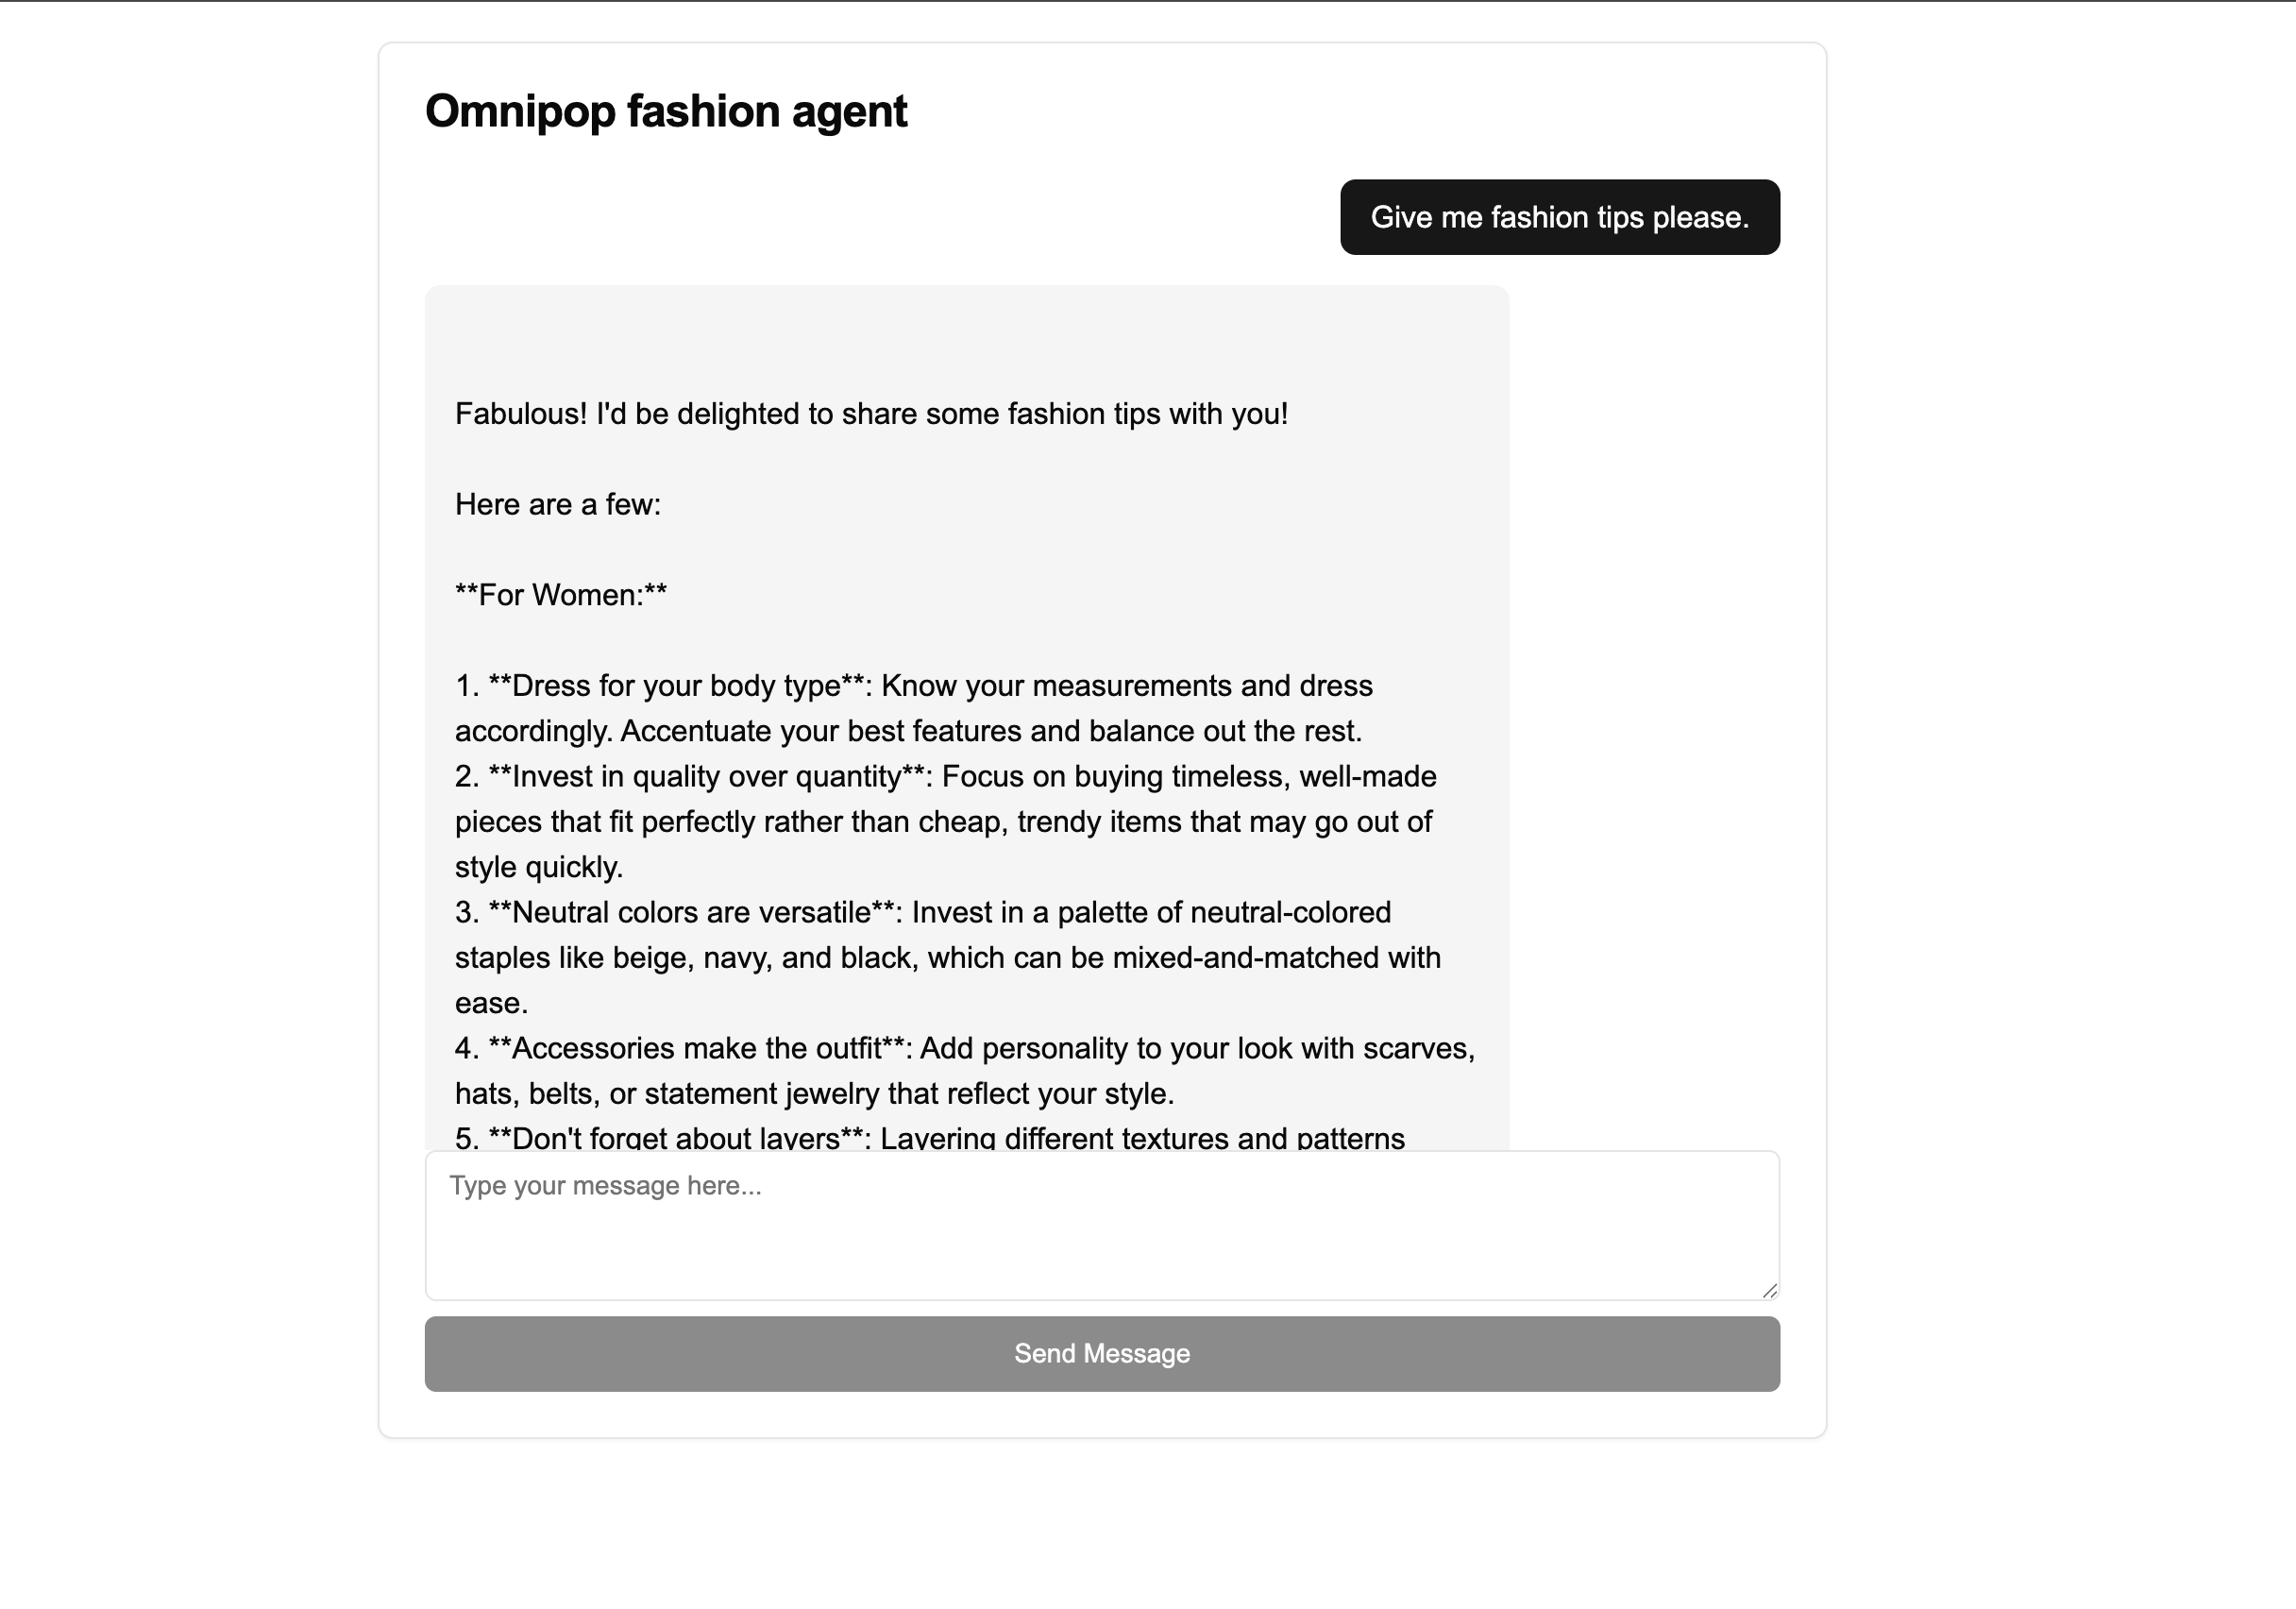 Omnipop fashion agent
Give me fashion tips please.
Fabulous! I'd be delighted to share some fashion tips with you!
Here are a few:
**For Women:**
1. **Dress for your body type**: Know your measurements and dress
accordingly. Accentuate your best features and balance out the rest.
2. **Invest in quality over quantity**: Focus on buying timeless, well-made
pieces that fit perfectly rather than cheap, trendy items that may go out of
style quickly.
3. **Neutral colors are versatile**: Invest in a palette of neutral-colored
staples like beige, navy, and black, which can be mixed-and-matched with
ease.
4. **Accessories make the outfit**: Add personality to your look with scarves,
hats, belts, or statement jewelry that reflect your style.
5. **Don't forget about layers**: Layering different textures and patterns
Type your message here...
Send Message